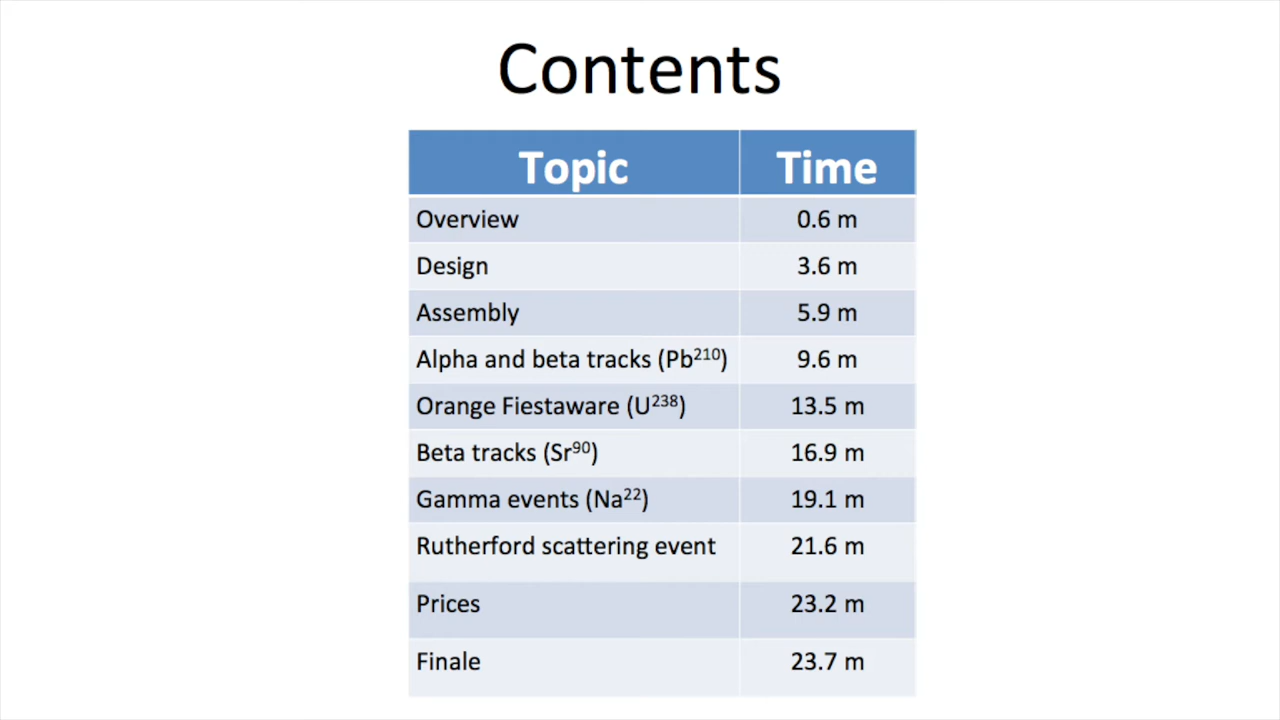 Contents
Topic Time
Overview 0.6 m
Design 3.6 m
Assembly 5.9 m
Alpha and beta tracks (Pb²¹⁰) 9.6 m
Orange Fiestaware (U²³⁸) 13.5 m
Beta tracks (Sr⁹⁰) 16.9 m
Gamma events (Na²²) 19.1 m
Rutherford scattering event 21.6 m
Prices 23.2 m
Finale 23.7 m